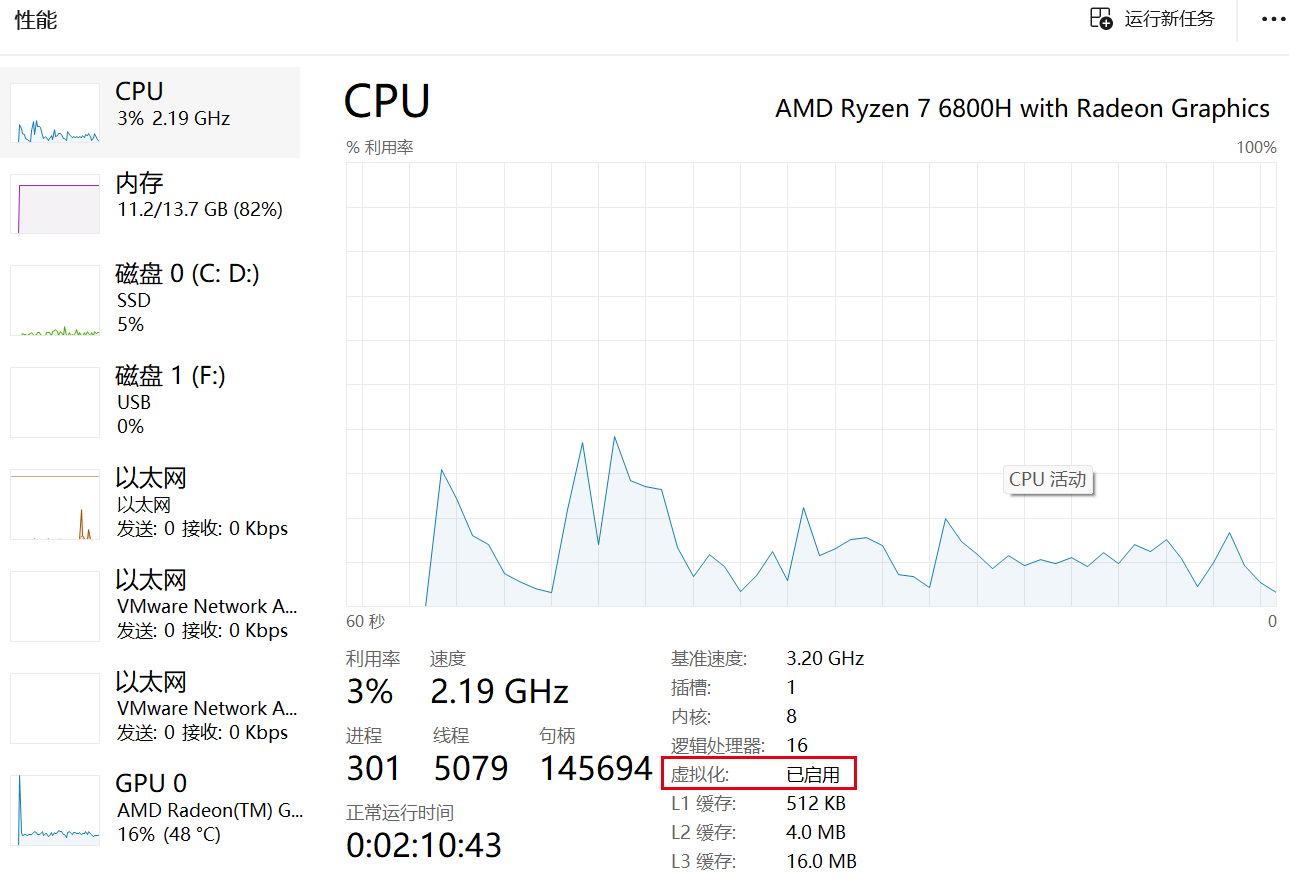 性能
运行新任务
CPU
3% 2.19 GHz
内存
11.2/13.7 GB (82%)
磁盘 0 (C: D:)
SSD
5%
磁盘 1 (F:)
USB
0%
以太网
以太网
发送: 0 接收: 0 Kbps
以太网
VMware Network A...
发送: 0 接收: 0 Kbps
以太网
VMware Network A...
发送: 0 接收: 0 Kbps
GPU 0
AMD Radeon(TM) G...
16% (48 °C)
CPU
AMD Ryzen 7 6800H with Radeon Graphics
% 利用率
100%
CPU 活动
60 秒
0
利用率
速度
3%
2.19 GHz
进程
线程
句柄
301
5079
145694
正常运行时间
0:02:10:43
基准速度: 3.20 GHz
插槽: 1
内核: 8
逻辑处理器: 16
虚拟化: 已启用
L1 缓存: 512 KB
L2 缓存: 4.0 MB
L3 缓存: 16.0 MB